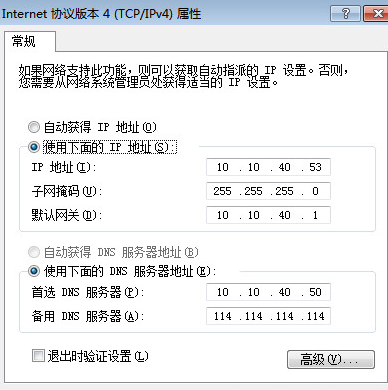 Internet 协议版本 4 (TCP/IPv4) 属性
常规
如果网络支持此功能，则可以获取自动指派的 IP 设置。否则，
您需要从网络系统管理员处获得适当的 IP 设置。
自动获得 IP 地址(O)
使用下面的 IP 地址(S):
IP 地址(I): 10 . 10 . 40 . 53
子网掩码(U): 255 .255 .255 . 0
默认网关(D): 10 . 10 . 40 . 1
自动获得 DNS 服务器地址(B)
使用下面的 DNS 服务器地址(E):
首选 DNS 服务器(P): 10 . 10 . 40 . 50
备用 DNS 服务器(A): 114 .114 .114 .114
退出时验证设置(L)
高级(V)...